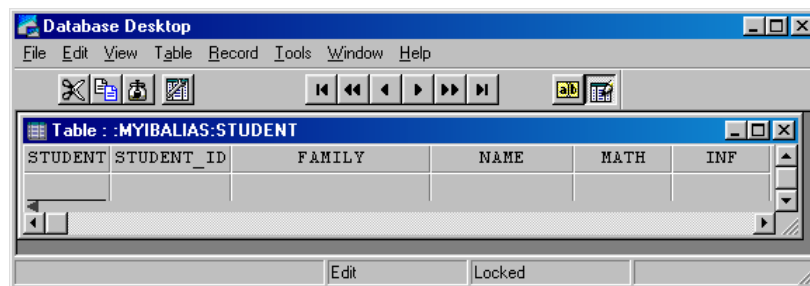 Database Desktop
File Edit View Table Record Tools Window Help
Table : :MYIBALIAS:STUDENT
STUDENT STUDENT_ID FAMILY NAME MATH INF
Edit Locked